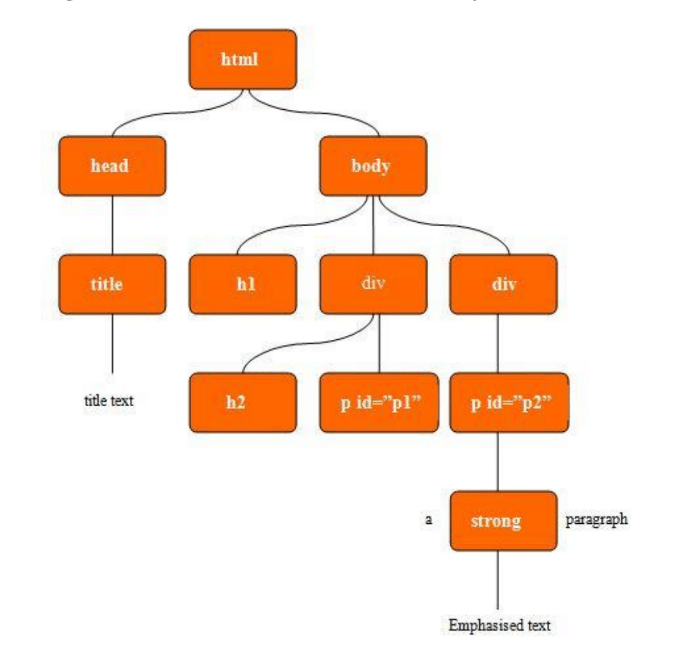 html
head
body
title
h1
div
div
title text
h2
p id=”p1”
p id=”p2”
a
strong
paragraph
Emphasised text